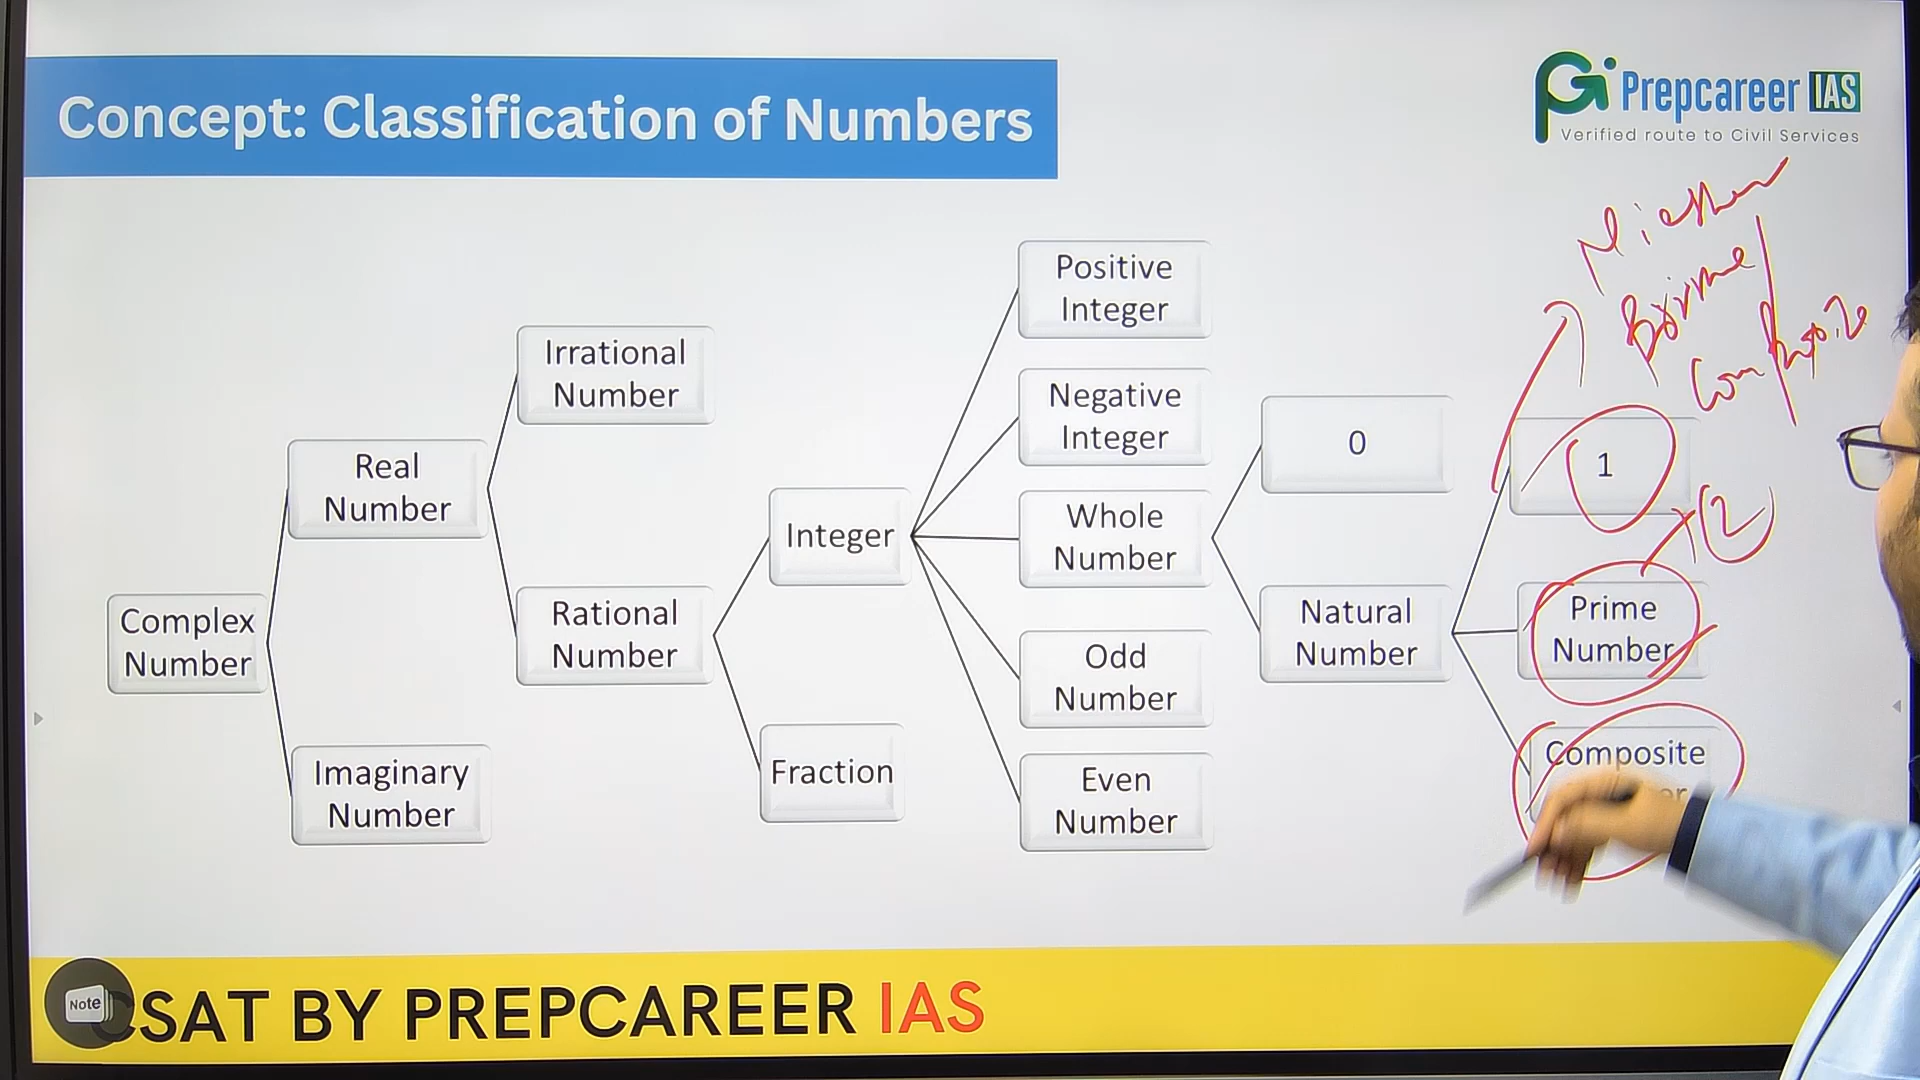 Concept: Classification of Numbers
Prepcareer IAS
Verified route to Civil Services
Positive
Integer
Irrational
Number
Negative
Integer
0
1
Real
Number
Integer
Whole
Number
Complex
Number
Rational
Number
Natural
Number
Prime
Number
Odd
Number
Imaginary
Number
Fraction
Even
Number
Composite
2
Note
CSAT BY PREPCAREER IAS